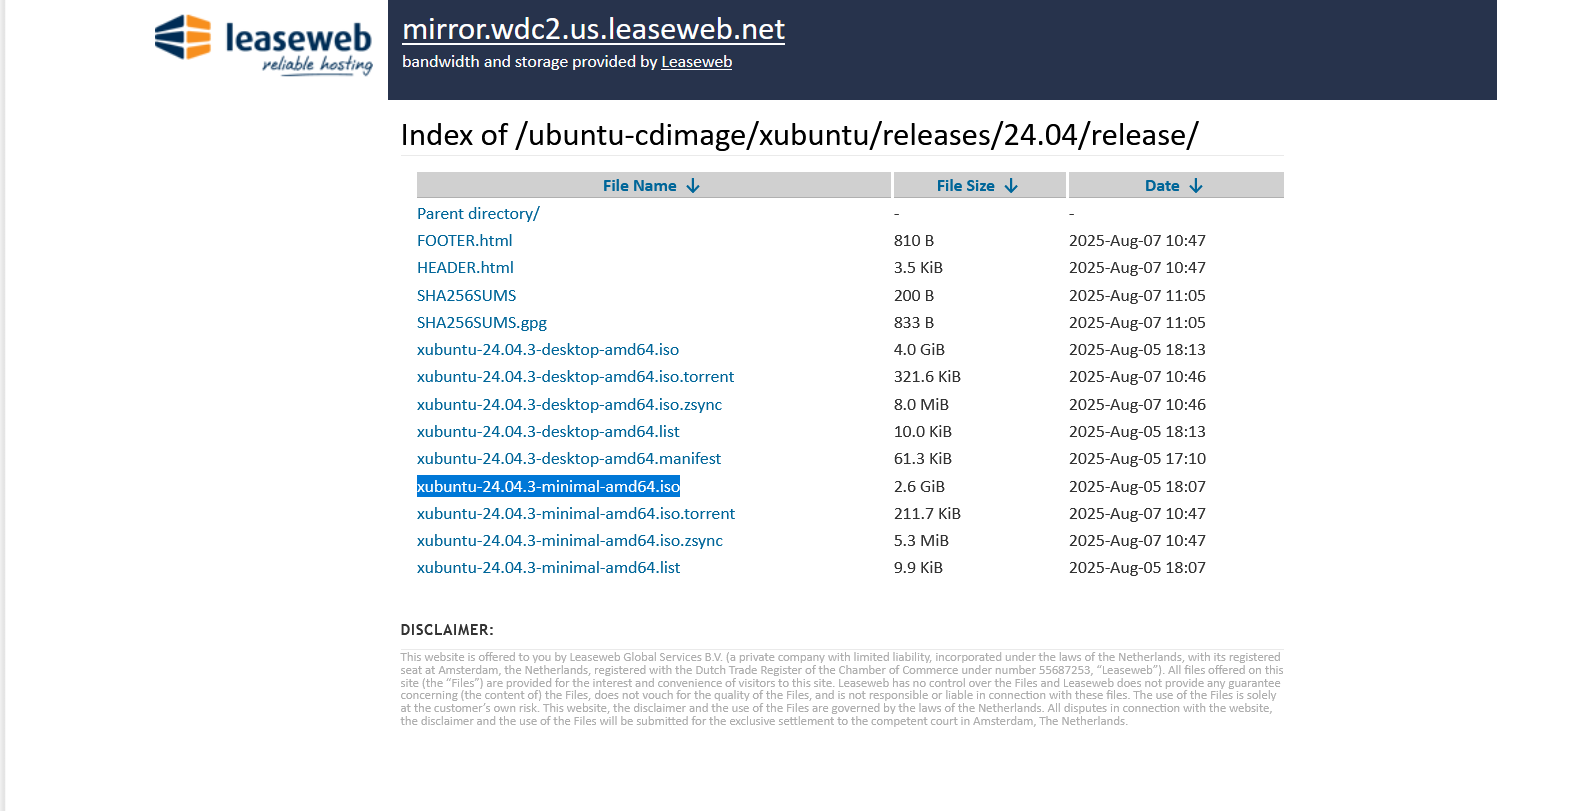 leaseweb
reliable hosting
mirror.wdc2.us.leaseweb.net
bandwidth and storage provided by Leaseweb
Index of /ubuntu-cdimage/xubuntu/releases/24.04/release/
File Name ↓ File Size ↓ Date ↓
Parent directory/ - -
FOOTER.html 810 B 2025-Aug-07 10:47
HEADER.html 3.5 KiB 2025-Aug-07 10:47
SHA256SUMS 200 B 2025-Aug-07 11:05
SHA256SUMS.gpg 833 B 2025-Aug-07 11:05
xubuntu-24.04.3-desktop-amd64.iso 4.0 GiB 2025-Aug-05 18:13
xubuntu-24.04.3-desktop-amd64.iso.torrent 321.6 KiB 2025-Aug-07 10:46
xubuntu-24.04.3-desktop-amd64.iso.zsync 8.0 MiB 2025-Aug-07 10:46
xubuntu-24.04.3-desktop-amd64.list 10.0 KiB 2025-Aug-05 18:13
xubuntu-24.04.3-desktop-amd64.manifest 61.3 KiB 2025-Aug-05 17:10
xubuntu-24.04.3-minimal-amd64.iso 2.6 GiB 2025-Aug-05 18:07
xubuntu-24.04.3-minimal-amd64.iso.torrent 211.7 KiB 2025-Aug-07 10:47
xubuntu-24.04.3-minimal-amd64.iso.zsync 5.3 MiB 2025-Aug-07 10:47
xubuntu-24.04.3-minimal-amd64.list 9.9 KiB 2025-Aug-05 18:07
DISCLAIMER:
This website is offered to you by Leaseweb Global Services B.V. (a private company with limited liability, incorporated under the laws of the Netherlands, with its registered
seat at Amsterdam, the Netherlands, registered with the Dutch Trade Register of the Chamber of Commerce under number 55687253, “Leaseweb”). All files offered on this
site (the “Files”) are provided for the interest and convenience of visitors to this site. Leaseweb has no control over the Files and Leaseweb does not provide any guarantee
concerning (the content of) the Files, does not vouch for the quality of the Files, and is not responsible or liable in connection with these files. The use of the Files is solely
at the customer’s own risk. This website, the disclaimer and the use of the Files are governed by the laws of the Netherlands. All disputes in connection with the website,
the disclaimer and the use of the Files will be submitted for the exclusive settlement to the competent court in Amsterdam, The Netherlands.